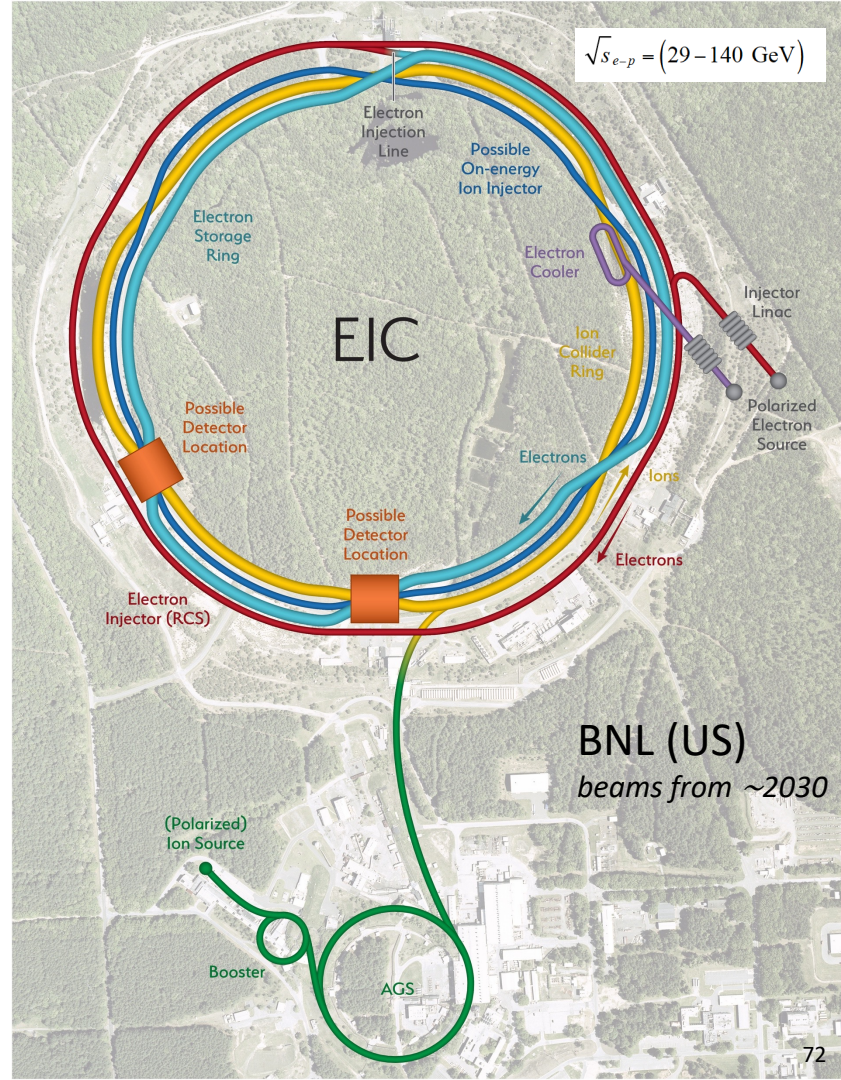 √s e-p = (29 – 140 GeV)
Electron
Injection
Line
Possible
On-energy
Ion Injector
Electron
Storage
Ring
Electron
Cooler
Injector
Linac
EIC
Ion
Collider
Ring
Polarized
Electron
Source
Possible
Detector
Location
Electrons
Ions
Possible
Detector
Location
Electrons
Electron
Injector (RCS)
BNL (US)
beams from ~2030
(Polarized)
Ion Source
Booster
AGS
72